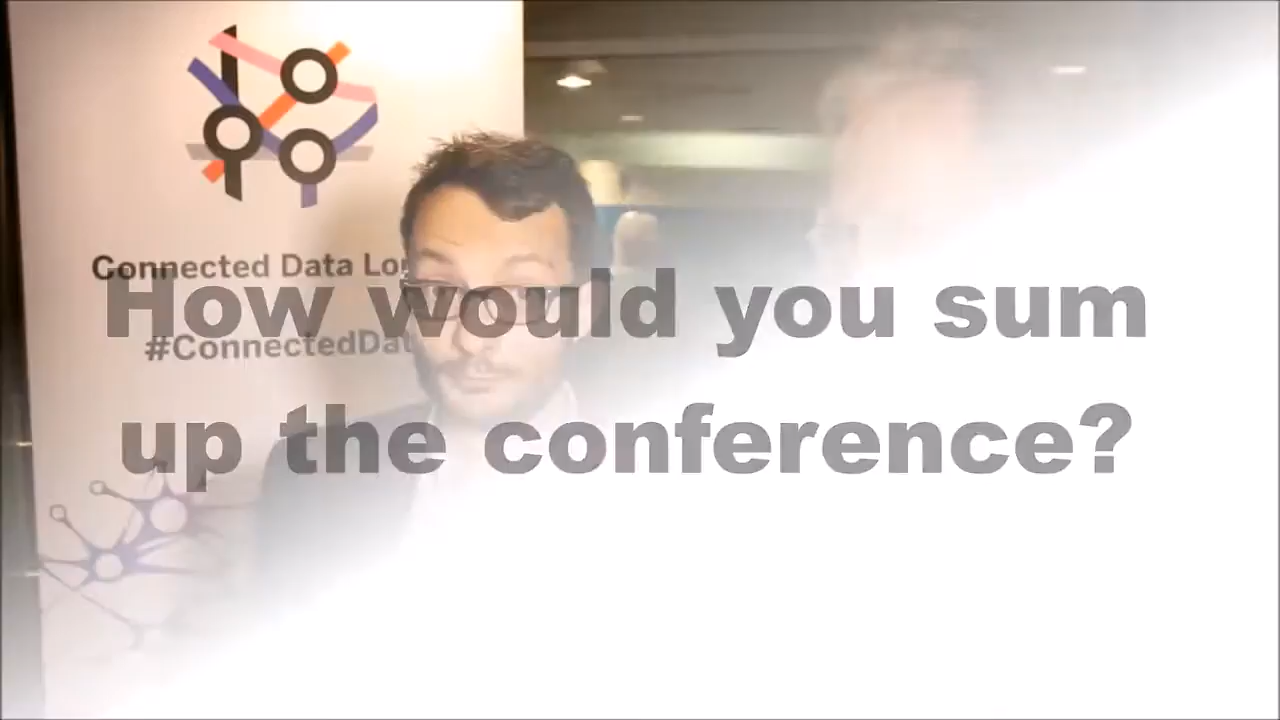 Connected Data Lo
#ConnectedDat
How would you sum
up the conference?